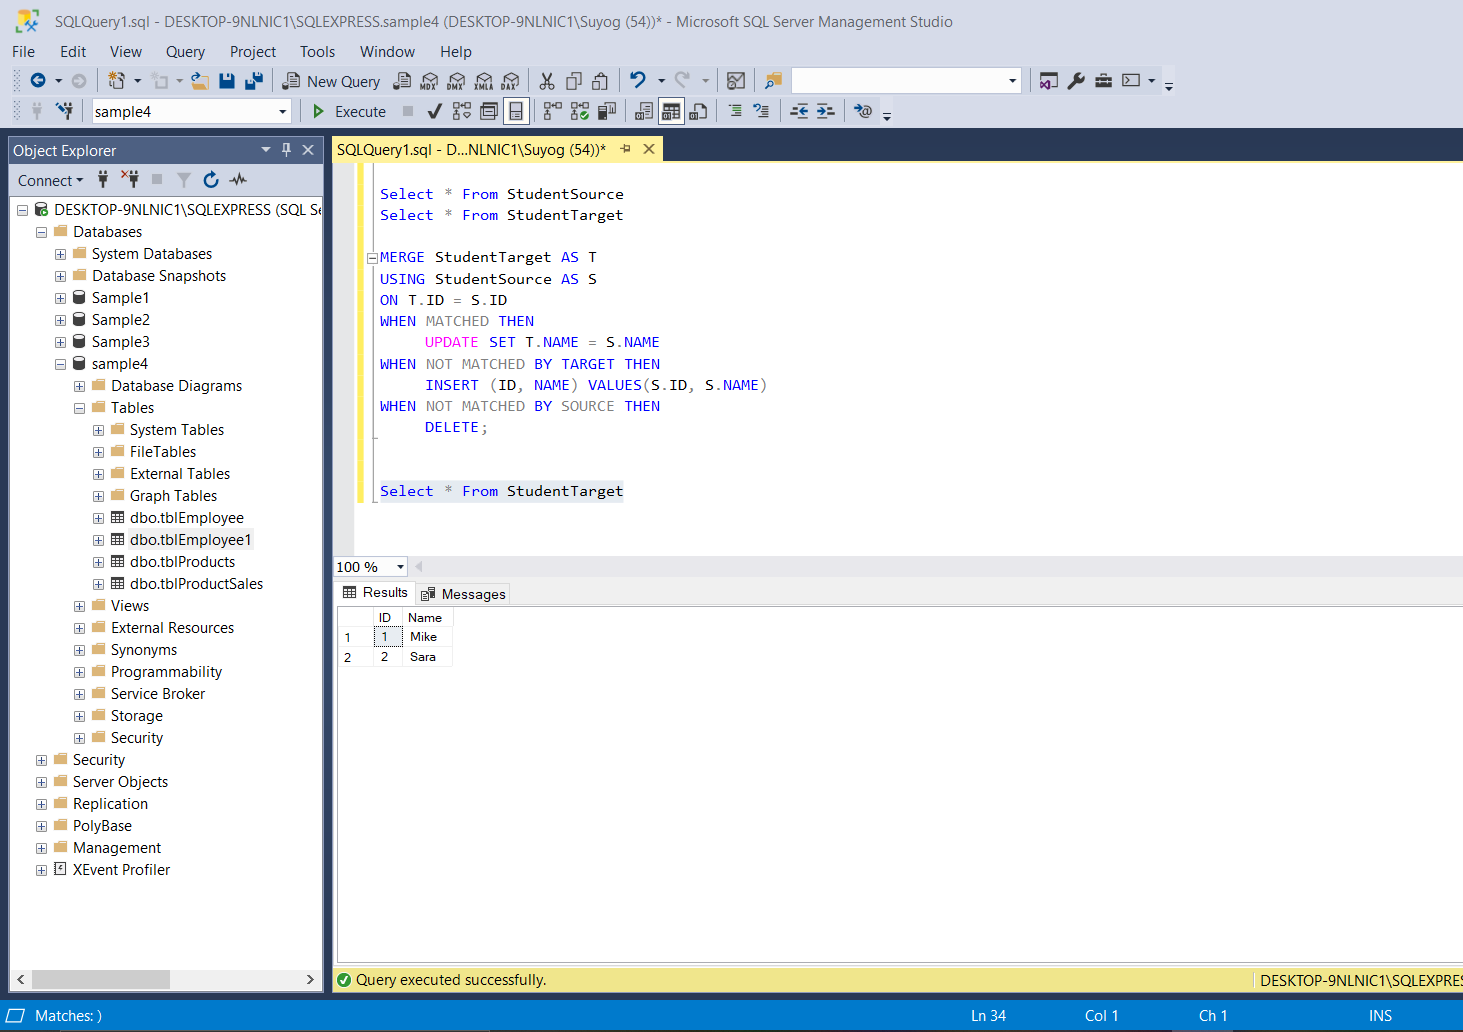 SQLQuery1.sql - DESKTOP-9NLNIC1\SQLEXPRESS.sample4 (DESKTOP-9NLNIC1\Suyog (54))* - Microsoft SQL Server Management Studio
File Edit View Query Project Tools Window Help
New Query MDX DMX XMLA DAX
sample4 Execute
Object Explorer
Connect
DESKTOP-9NLNIC1\SQLEXPRESS (SQL Se
Databases
System Databases
Database Snapshots
Sample1
Sample2
Sample3
sample4
Database Diagrams
Tables
System Tables
FileTables
External Tables
Graph Tables
dbo.tblEmployee
dbo.tblEmployee1
dbo.tblProducts
dbo.tblProductSales
Views
External Resources
Synonyms
Programmability
Service Broker
Storage
Security
Security
Server Objects
Replication
PolyBase
Management
XEvent Profiler
SQLQuery1.sql - D...NLNIC1\Suyog (54))*
Select * From StudentSource
Select * From StudentTarget
MERGE StudentTarget AS T
USING StudentSource AS S
ON T.ID = S.ID
WHEN MATCHED THEN
UPDATE SET T.NAME = S.NAME
WHEN NOT MATCHED BY TARGET THEN
INSERT (ID, NAME) VALUES(S.ID, S.NAME)
WHEN NOT MATCHED BY SOURCE THEN
DELETE;
Select * From StudentTarget
100 %
Results Messages
ID Name
1 1 Mike
2 2 Sara
Query executed successfully. DESKTOP-9NLNIC1\SQLEXPRES
Matches: ) Ln 34 Col 1 Ch 1 INS